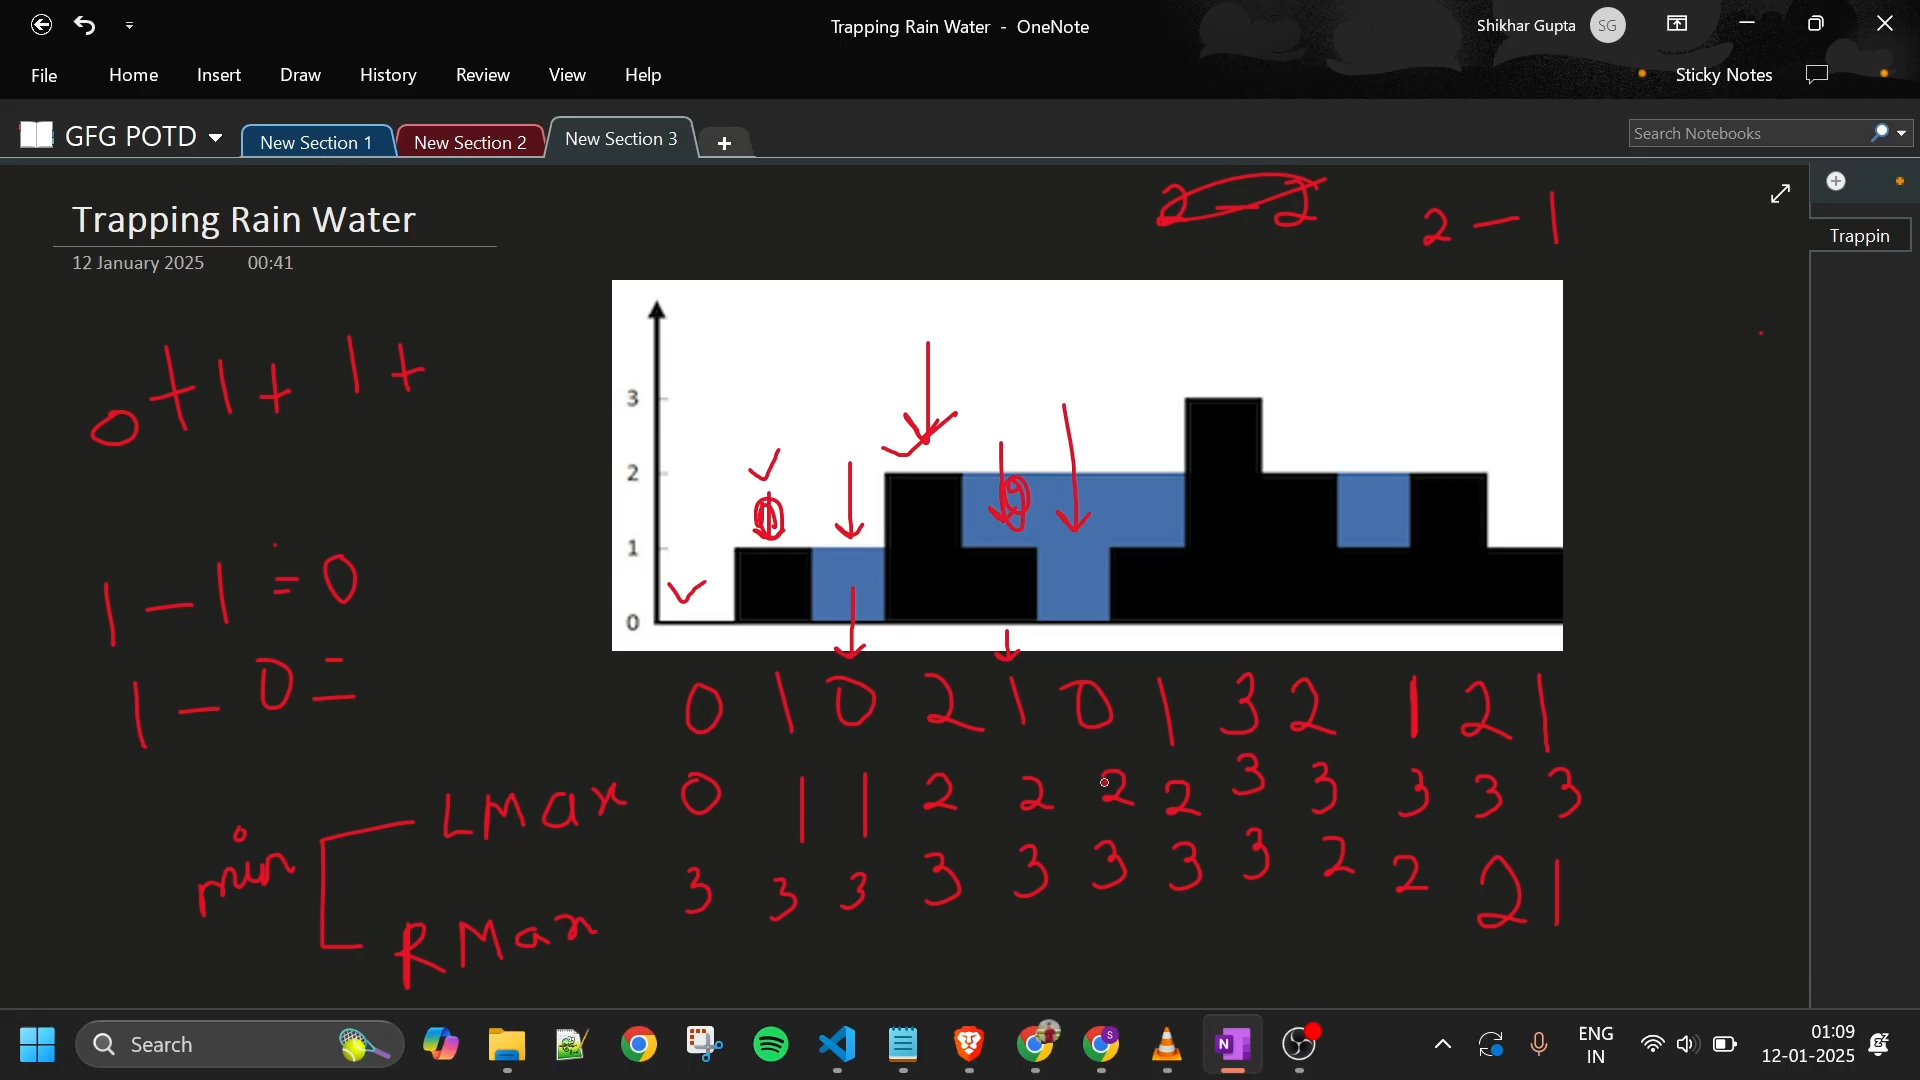 Trapping Rain Water - OneNote
Shikhar Gupta SG
File Home Insert Draw History Review View Help
Sticky Notes
GFG POTD New Section 1 New Section 2 New Section 3 +
Search Notebooks
Trapping Rain Water
12 January 2025 00:41
2 - 2 2 - 1
Trappin
0 + 1 + 1 +
3
2
1
0
1 - 1 = 0
1 - 0 =
0 1 0 2 1 0 1 3 2 1 2 1
LMax 0 1 1 2 2 2 2 3 3 3 3 3
min
RMax 3 3 3 3 3 3 3 3 2 2 2 1
Search
ENG
IN
01:09
12-01-2025